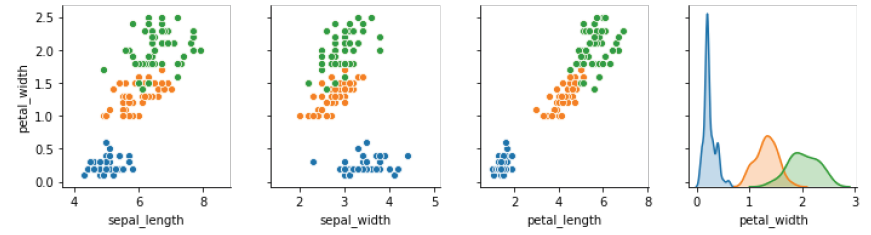 2.5
2.0
1.5
1.0
0.5
0.0
petal_width
4 6 8
sepal_length
2 3 4 5
sepal_width
2 4 6 8
petal_length
0 1 2 3
petal_width